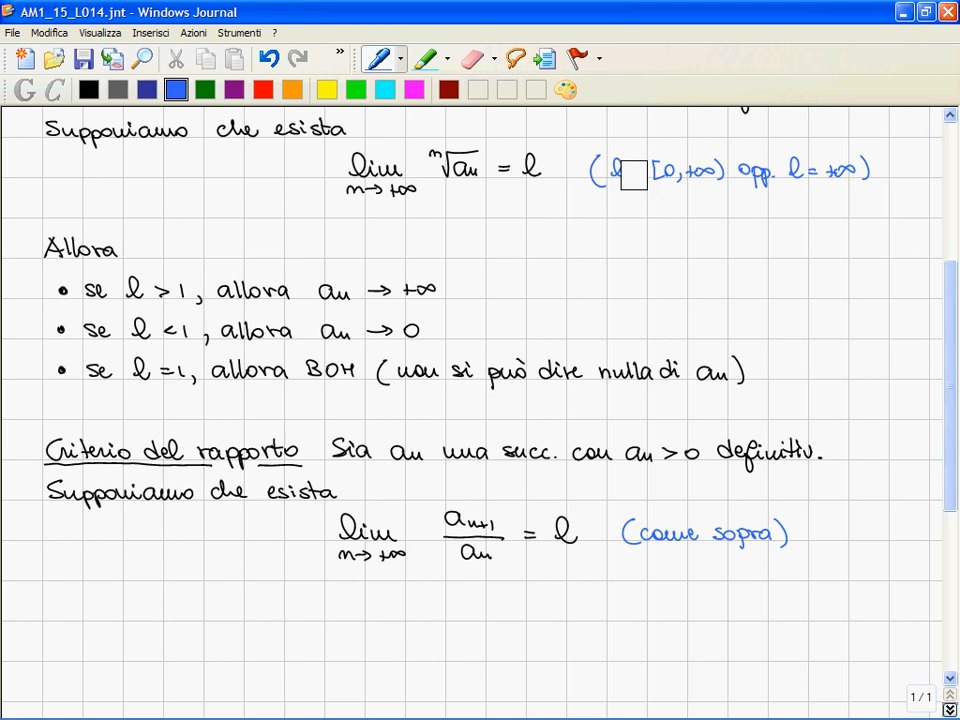 AM1_15_L014.jnt - Windows Journal
File Modifica Visualizza Inserisci Azioni Strumenti ?
Supponiamo che esista
lim n→+∞ ⁿ√an = l (l [0,+∞) opp. l = +∞)
Allora
• se l > 1, allora an → +∞
• se l < 1, allora an → 0
• se l = 1, allora BOH (non si può dire nulla di an)
Criterio del rapporto Sia an una succ. con an > 0 definitiv.
Supponiamo che esista
lim n→+∞ an+1 / an = l (come sopra)
1 / 1